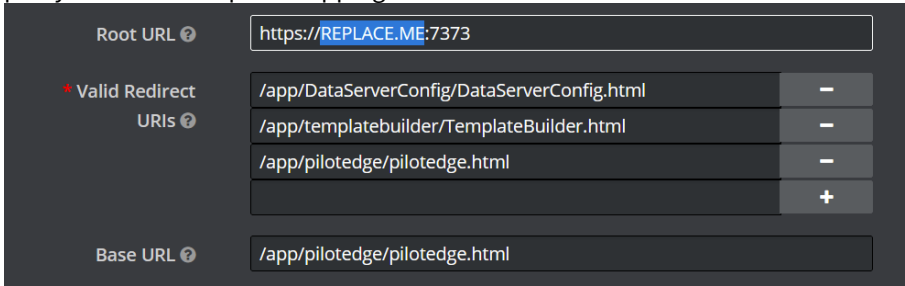 Root URL
https://REPLACE.ME:7373
* Valid Redirect URIs
/app/DataServerConfig/DataServerConfig.html
/app/templatebuilder/TemplateBuilder.html
/app/pilotedge/pilotedge.html
Base URL
/app/pilotedge/pilotedge.html